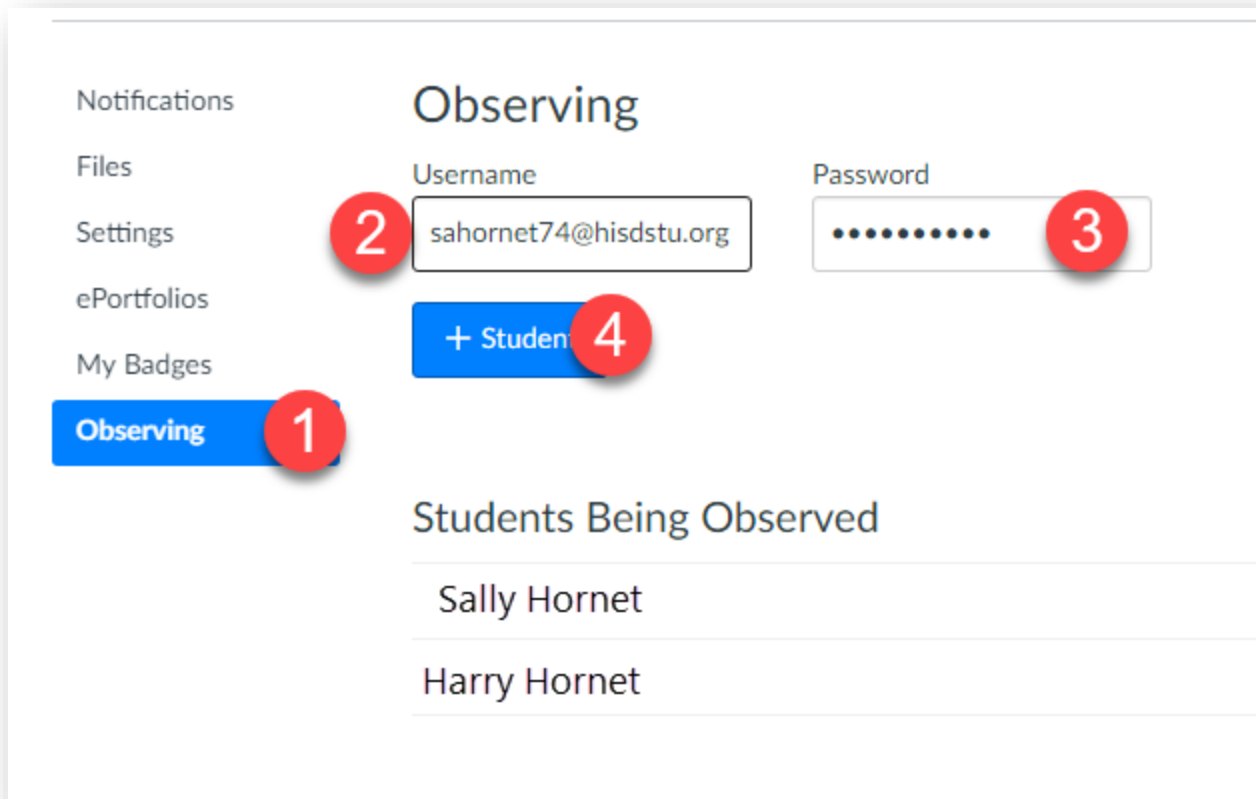 Notifications
Files
Settings
ePortfolios
My Badges
Observing
1
Observing
Username
Password
2
sahornet74@hisdstu.org
••••••••••
3
+ Studen
4
Students Being Observed
Sally Hornet
Harry Hornet